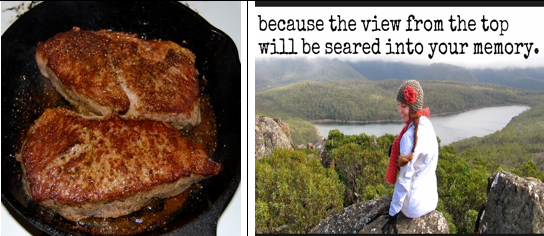 because the view from the top
will be seared into your memory.